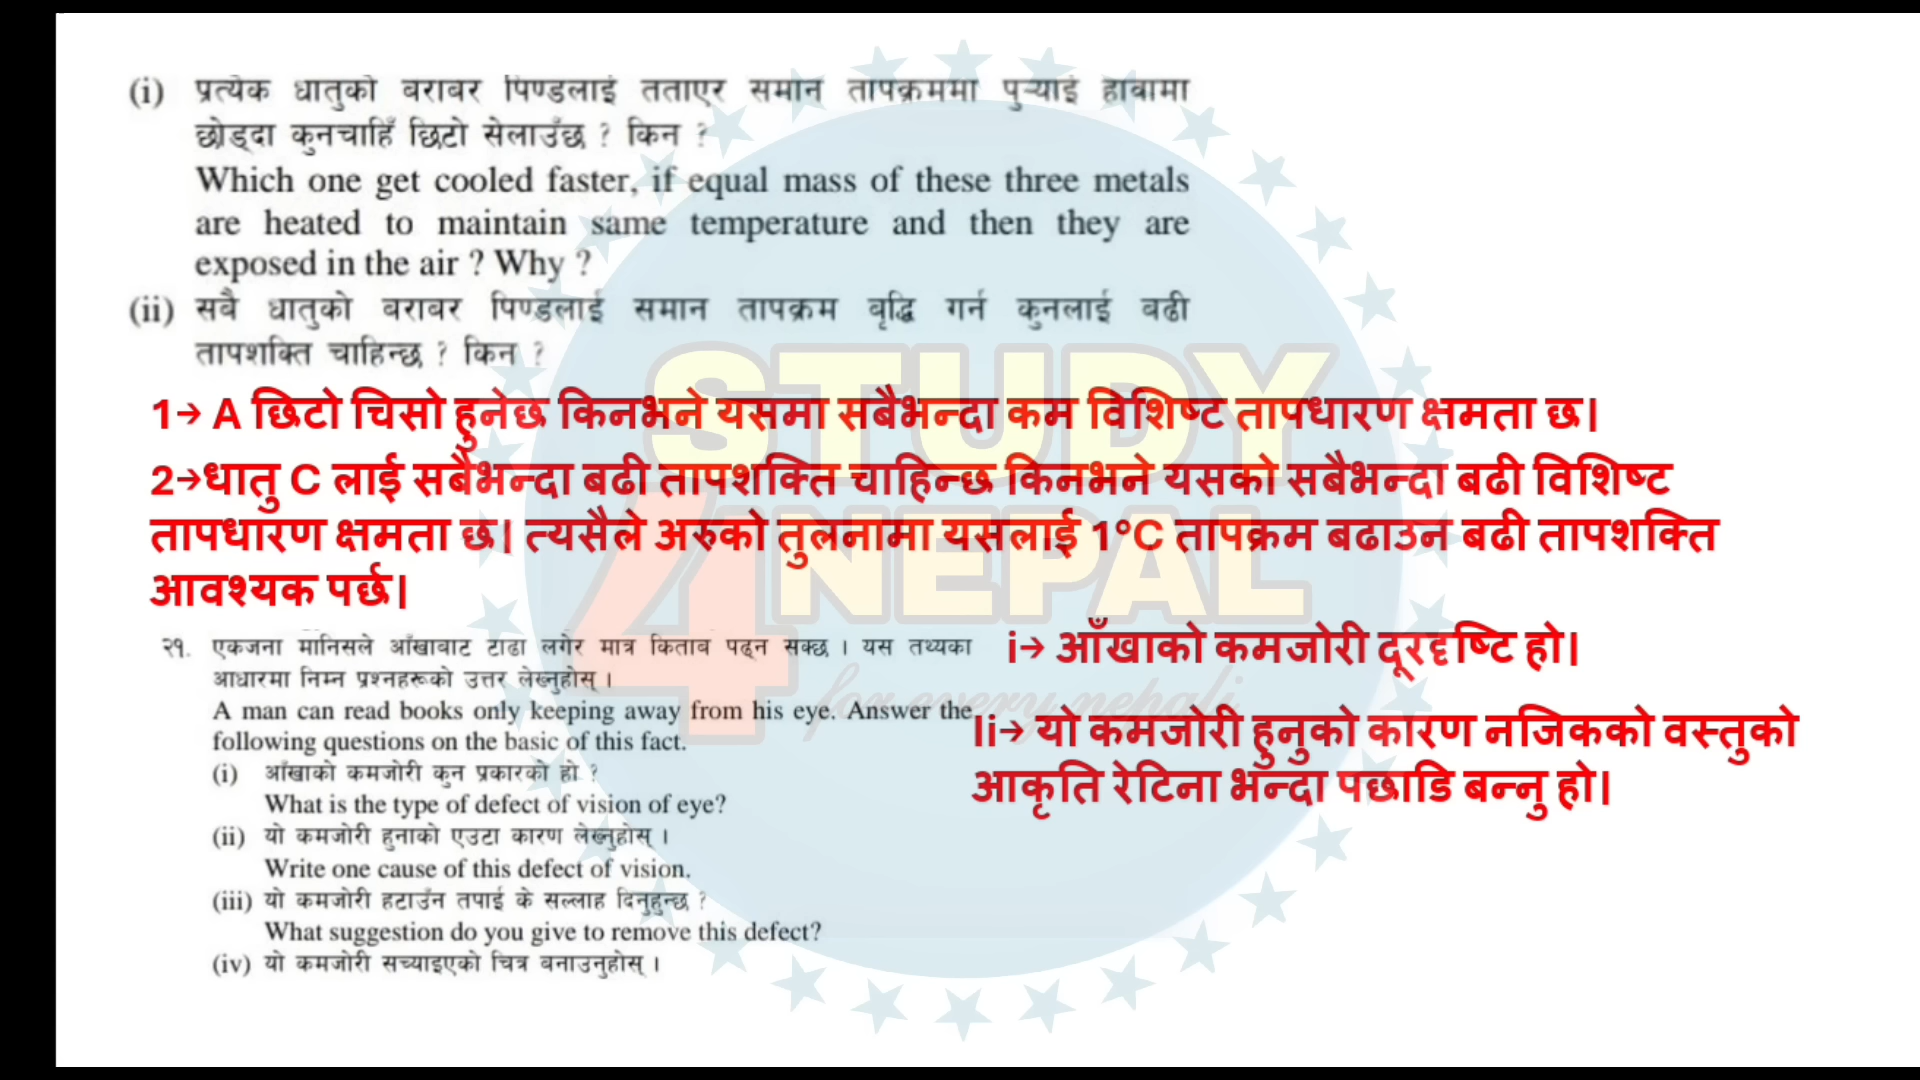 (i) प्रत्येक धातुको बराबर पिण्डलाई तताएर समान तापक्रममा पुऱ्याई हावामा
छोड्दा कुनचाहिँ छिटो सेलाउँछ ? किन ?
Which one get cooled faster, if equal mass of these three metals
are heated to maintain same temperature and then they are
exposed in the air ? Why ?
(ii) सबै धातुको बराबर पिण्डलाई समान तापक्रम बृद्धि गर्न कुनलाई बढी
तापशक्ति चाहिन्छ ? किन ?
1→ A छिटो चिसो हुनेछ किनभने यसमा सबैभन्दा कम विशिष्ट तापधारण क्षमता छ।
2→धातु C लाई सबैभन्दा बढी तापशक्ति चाहिन्छ किनभने यसको सबैभन्दा बढी विशिष्ट
तापधारण क्षमता छ। त्यसैले अरुको तुलनामा यसलाई 1°C तापक्रम बढाउन बढी तापशक्ति
आवश्यक पर्छ।
STUDY
4 NEPAL
for every nepali
२१. एकजना मानिसले आँखाबाट टाढा लगेर मात्र किताब पढ्न सक्छ । यस तथ्यका
आधारमा निम्न प्रश्नहरूको उत्तर लेख्नुहोस् ।
A man can read books only keeping away from his eye. Answer the
following questions on the basic of this fact.
(i) आँखाको कमजोरी कुन प्रकारको हो ?
What is the type of defect of vision of eye?
(ii) यो कमजोरी हुनाको एउटा कारण लेख्नुहोस् ।
Write one cause of this defect of vision.
(iii) यो कमजोरी हटाउँन तपाई के सल्लाह दिनुहुन्छ ?
What suggestion do you give to remove this defect?
(iv) यो कमजोरी सच्याइएको चित्र बनाउनुहोस् ।
i→ आँखाको कमजोरी दूरदृष्टि हो।
Ii→ यो कमजोरी हुनुको कारण नजिकको वस्तुको
आकृति रेटिना भन्दा पछाडि बन्नु हो।